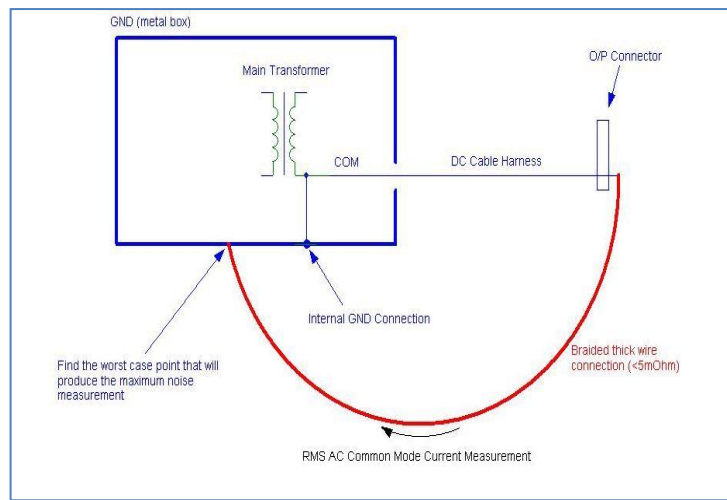 GND (metal box)
O/P Connector
Main Transformer
COM
DC Cable Harness
Internal GND Connection
Find the worst case point that will
produce the maximum noise
measurement
Braided thick wire
connection (<5mOhm)
RMS AC Common Mode Current Measurement